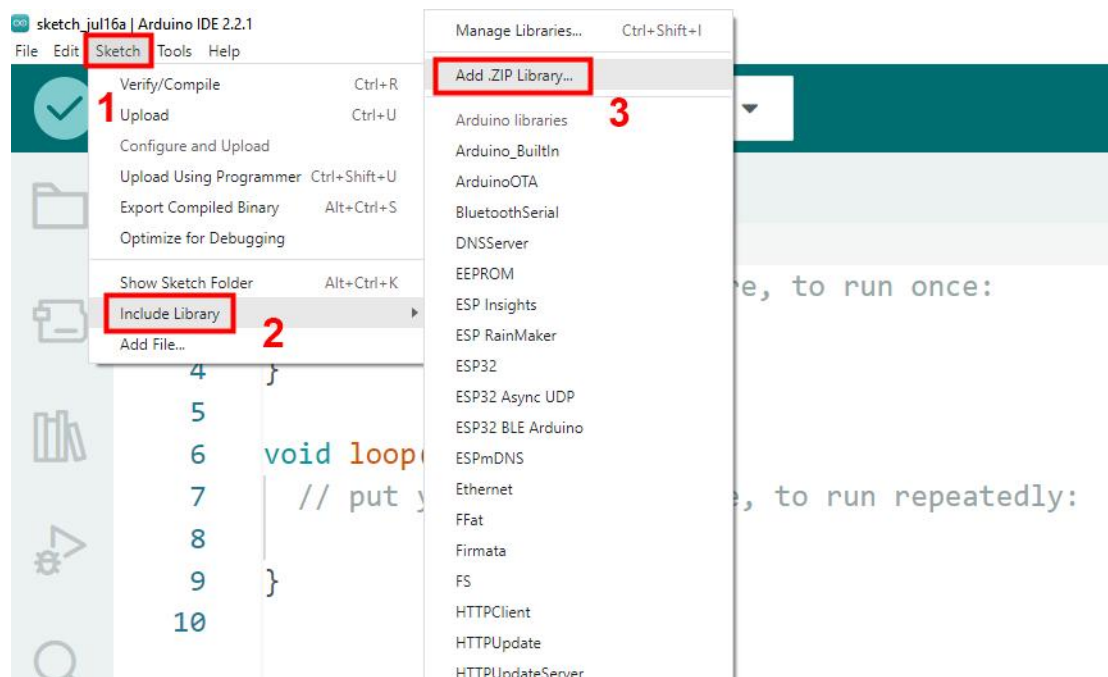 sketch_jul16a | Arduino IDE 2.2.1
File Edit Sketch Tools Help
1
Verify/Compile Ctrl+R
Upload Ctrl+U
Configure and Upload
Upload Using Programmer Ctrl+Shift+U
Export Compiled Binary Alt+Ctrl+S
Optimize for Debugging
Show Sketch Folder Alt+Ctrl+K
Include Library
2
Add File...
Manage Libraries... Ctrl+Shift+I
Add .ZIP Library...
3
Arduino libraries
Arduino_BuiltIn
ArduinoOTA
BluetoothSerial
DNSServer
EEPROM
ESP Insights
ESP RainMaker
ESP32
ESP32 Async UDP
ESP32 BLE Arduino
ESPmDNS
Ethernet
FFat
Firmata
FS
HTTPClient
HTTPUpdate
HTTPUpdateServer
, to run once:
4 }
5
6 void loop(
7 // put , to run repeatedly:
8
9 }
10